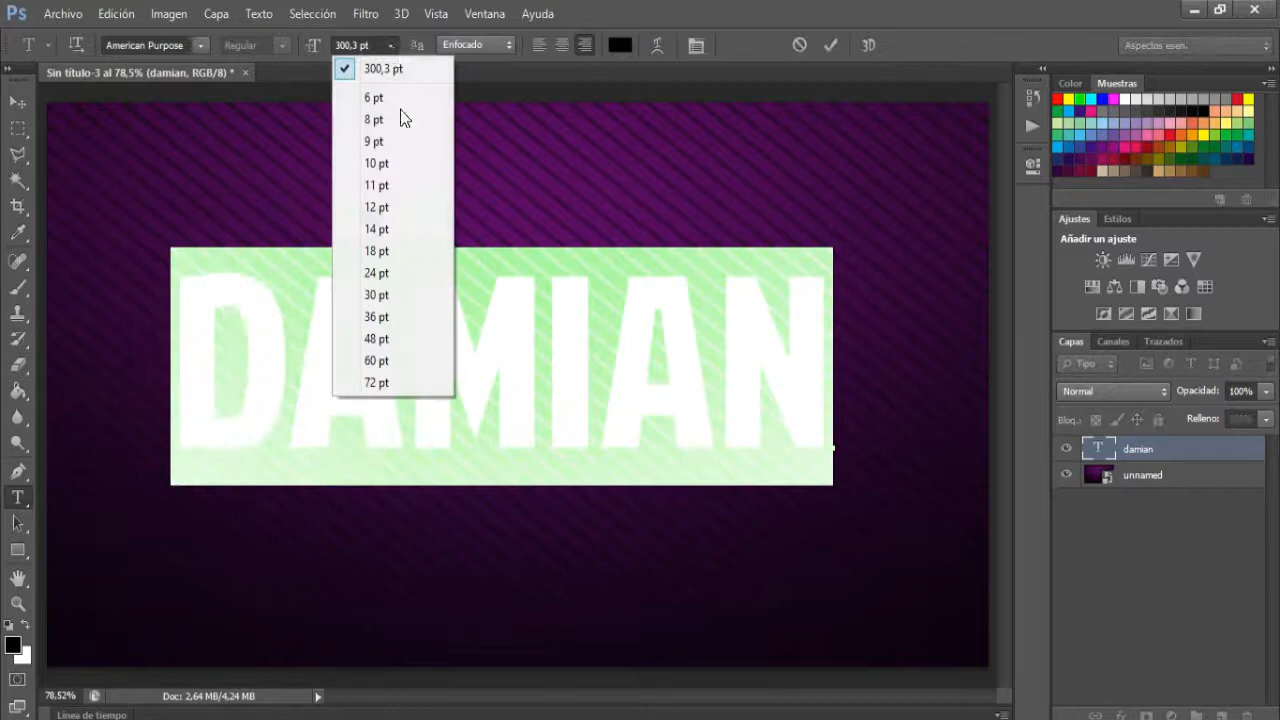 Ps Archivo Edición Imagen Capa Texto Selección Filtro 3D Vista Ventana Ayuda
American Purpose Regular 300,3 pt aa Enfocado 3D Aspectos esen.
Sin título-3 al 78,5% (damian, RGB/8) *
300,3 pt
6 pt
8 pt
9 pt
10 pt
11 pt
12 pt
14 pt
18 pt
24 pt
30 pt
36 pt
48 pt
60 pt
72 pt
DAMIAN
Color Muestras
Ajustes Estilos
Añadir un ajuste
Capas Canales Trazados
Tipo
Normal Opacidad: 100%
Bloq.: Relleno:
damian
unnamed
78,52% Doc: 2,64 MB/4,24 MB
Línea de tiempo